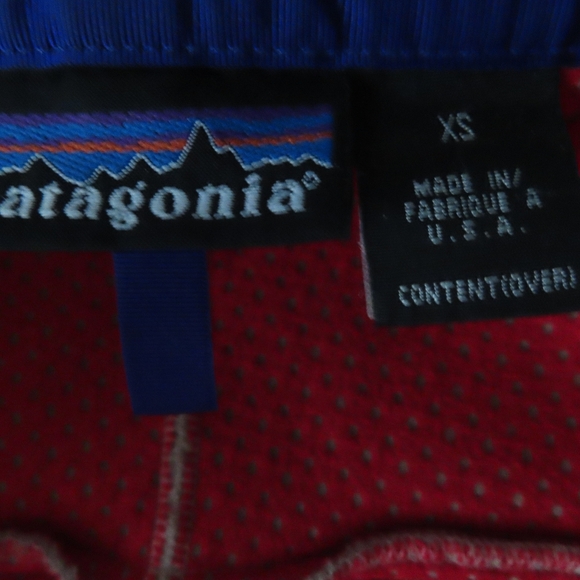 atagonia®
XS
MADE IN/
FABRIQUE A
U.S.A.
CONTENT(OVER)